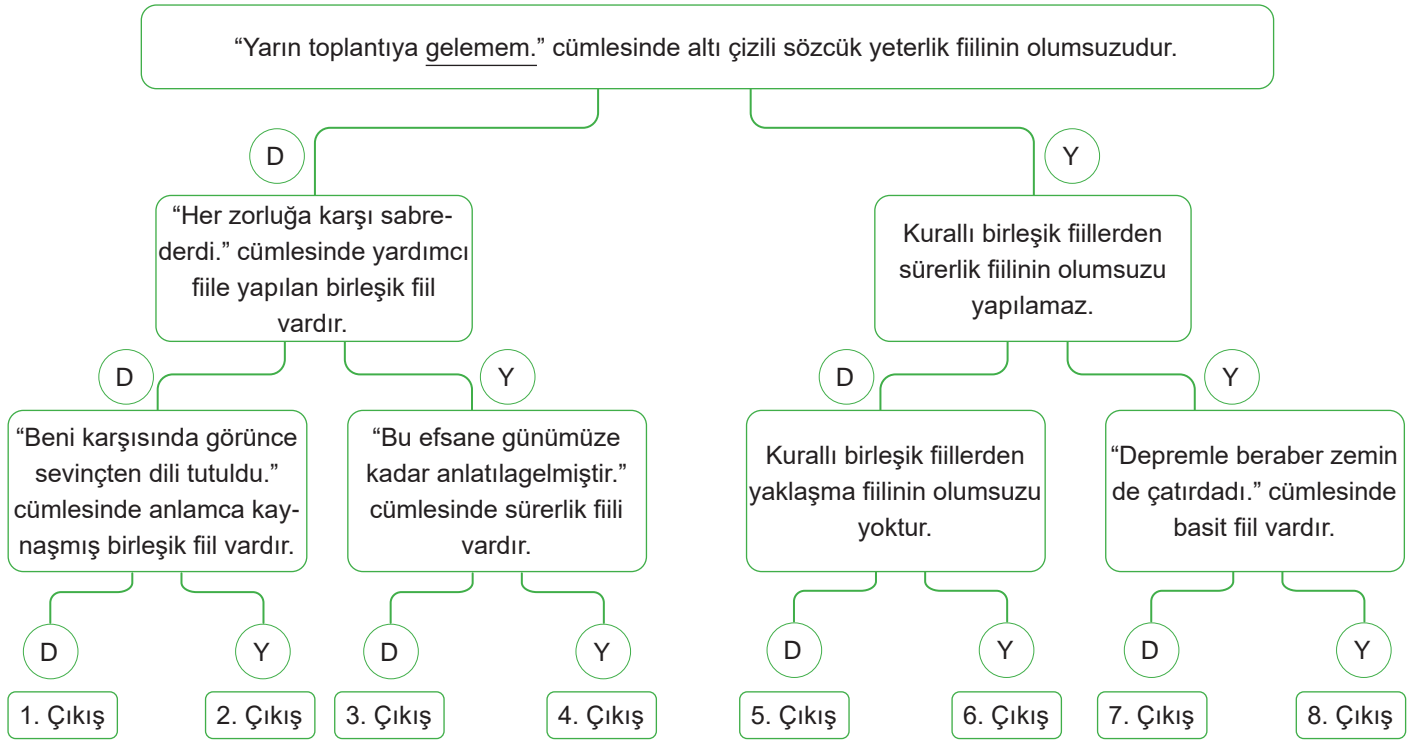 “Yarın toplantıya gelemem.” cümlesinde altı çizili sözcük yeterlik fiilinin olumsuzudur.
D
Y
“Her zorluğa karşı sabre-
derdi.” cümlesinde yardımcı
fiile yapılan birleşik fiil
vardır.
Kurallı birleşik fiillerden
sürerlik fiilinin olumsuzu
yapılamaz.
D
Y
D
Y
“Beni karşısında görünce
sevinçten dili tutuldu.”
cümlesinde anlamca kay-
naşmış birleşik fiil vardır.
“Bu efsane günümüze
kadar anlatılagelmiştir.”
cümlesinde sürerlik fiili
vardır.
Kurallı birleşik fiillerden
yaklaşma fiilinin olumsuzu
yoktur.
“Depremle beraber zemin
de çatırdadı.” cümlesinde
basit fiil vardır.
D
Y
D
Y
D
Y
D
Y
1. Çıkış
2. Çıkış
3. Çıkış
4. Çıkış
5. Çıkış
6. Çıkış
7. Çıkış
8. Çıkış